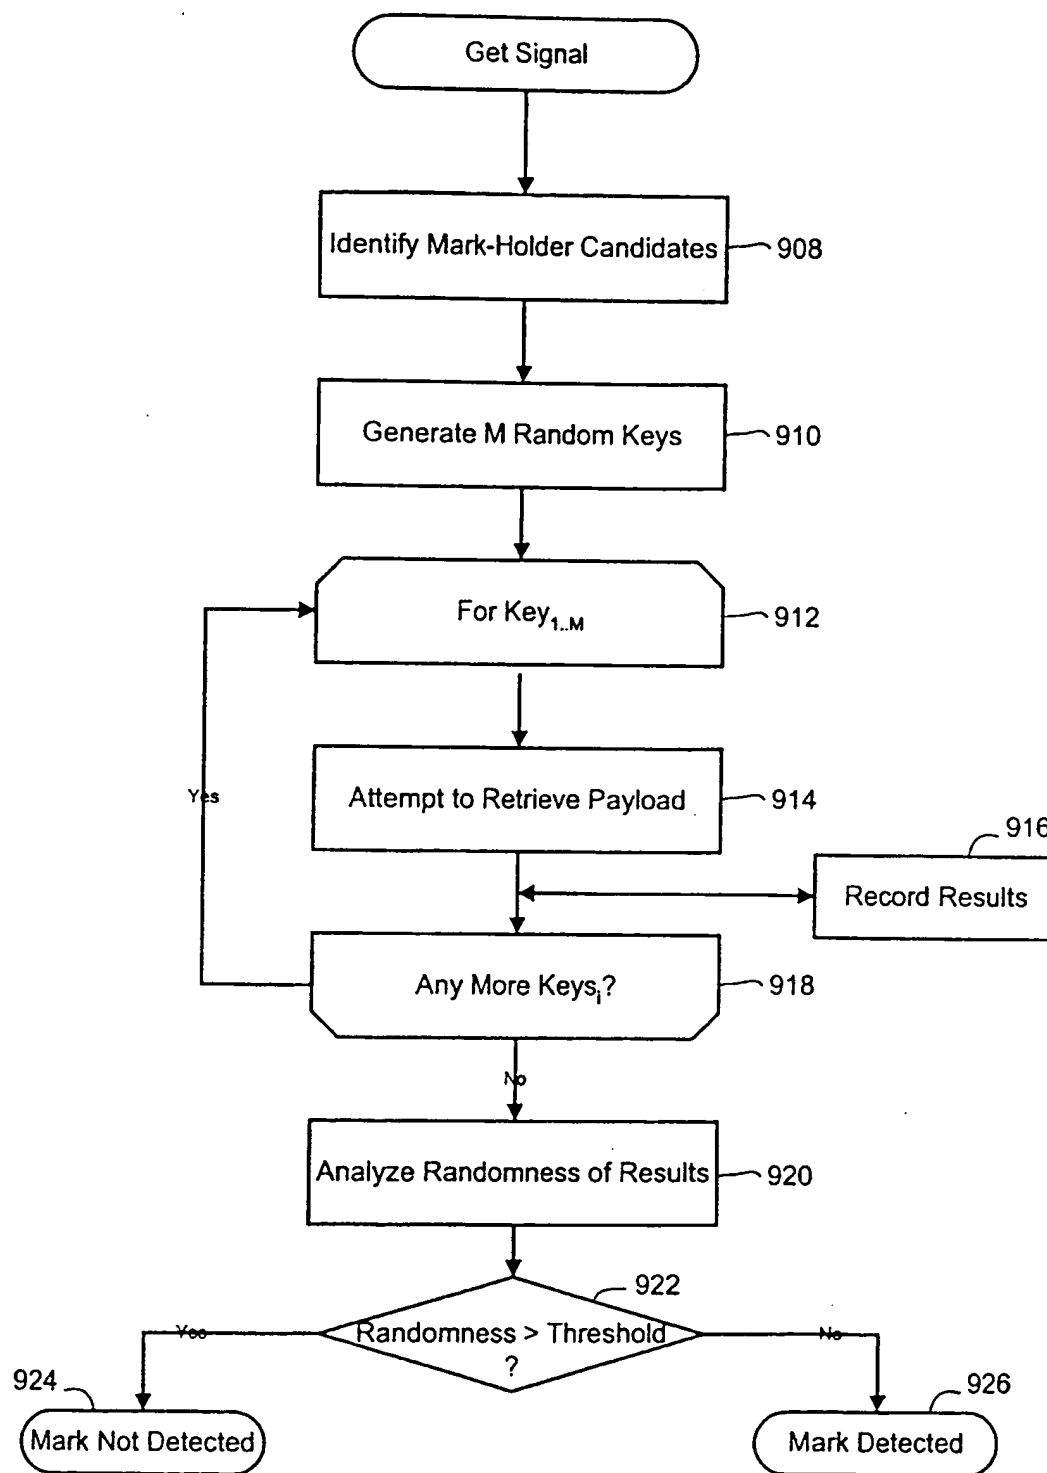 Get Signal
Identify Mark-Holder Candidates
908
Generate M Random Keys
910
For Key1..M
912
Attempt to Retrieve Payload
914
Yes
916
Record Results
Any More Keysi?
918
No
Analyze Randomness of Results
920
922
Randomness > Threshold
?
Yes
No
924
926
Mark Not Detected
Mark Detected